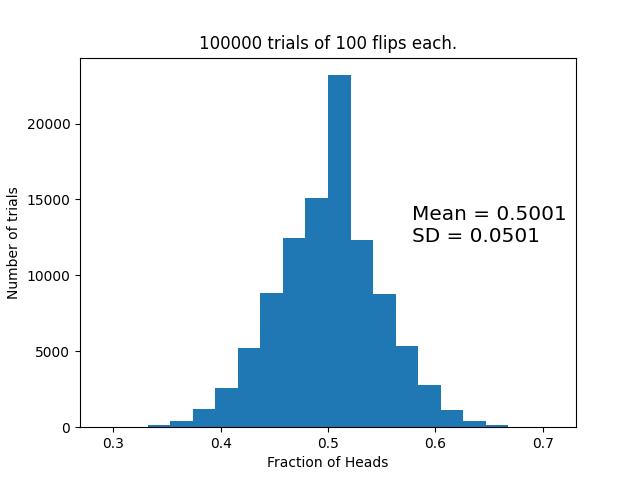 100000 trials of 100 flips each.
20000
15000
10000
5000
0
Number of trials
Mean = 0.5001
SD = 0.0501
0.3 0.4 0.5 0.6 0.7
Fraction of Heads